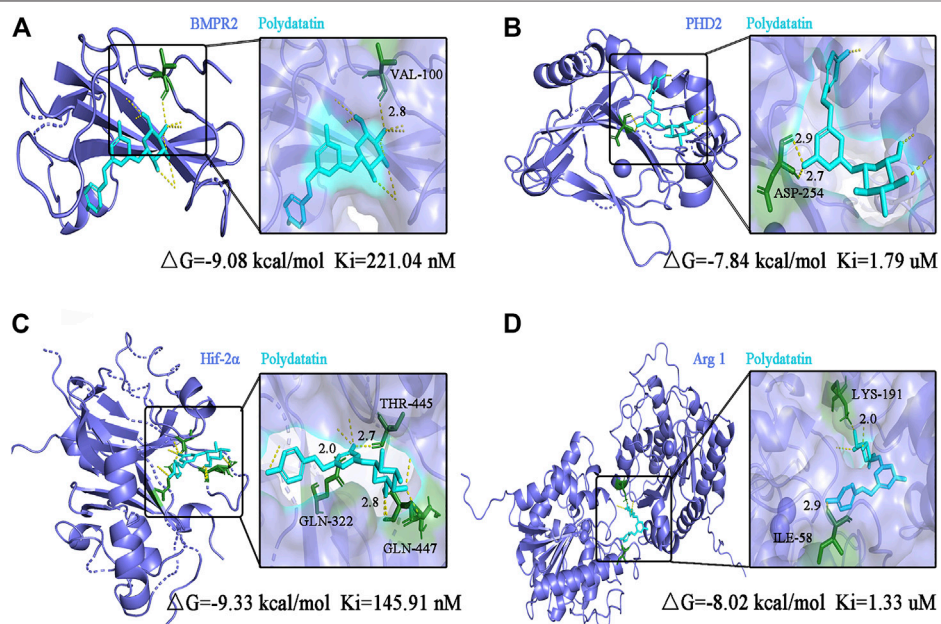 A
BMPR2 Polydatatin
VAL-100
2.8
△G=-9.08 kcal/mol Ki=221.04 nM
B
PHD2 Polydatatin
2.9
2.7
ASP-254
△G=-7.84 kcal/mol Ki=1.79 uM
C
Hif-2α Polydatatin
THR-445
2.7
2.0
2.8
GLN-322
GLN-447
△G=-9.33 kcal/mol Ki=145.91 nM
D
Arg 1 Polydatatin
LYS-191
2.0
2.9
ILE-58
△G=-8.02 kcal/mol Ki=1.33 uM